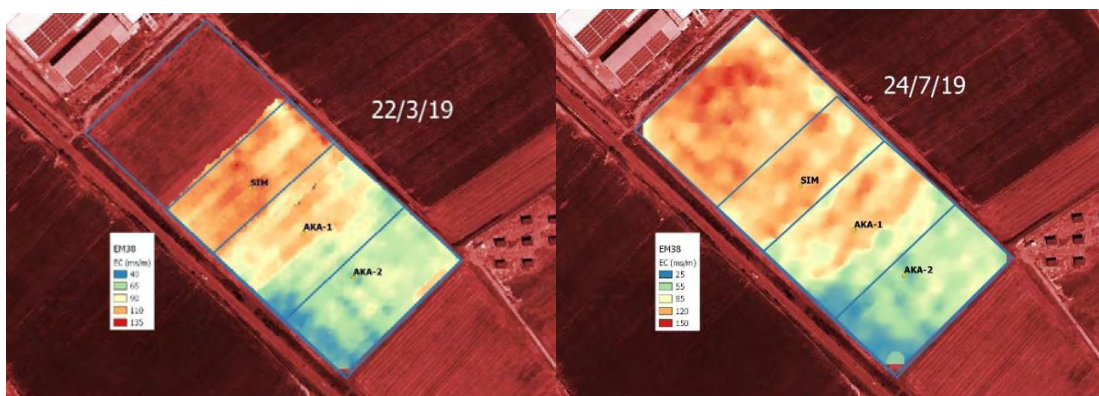 22/3/19
SIM
AKA-1
AKA-2
EM38
EC (ms/m)
40
65
90
110
135
24/7/19
SIM
AKA-1
AKA-2
EM38
EC (ms/m)
25
55
85
120
150